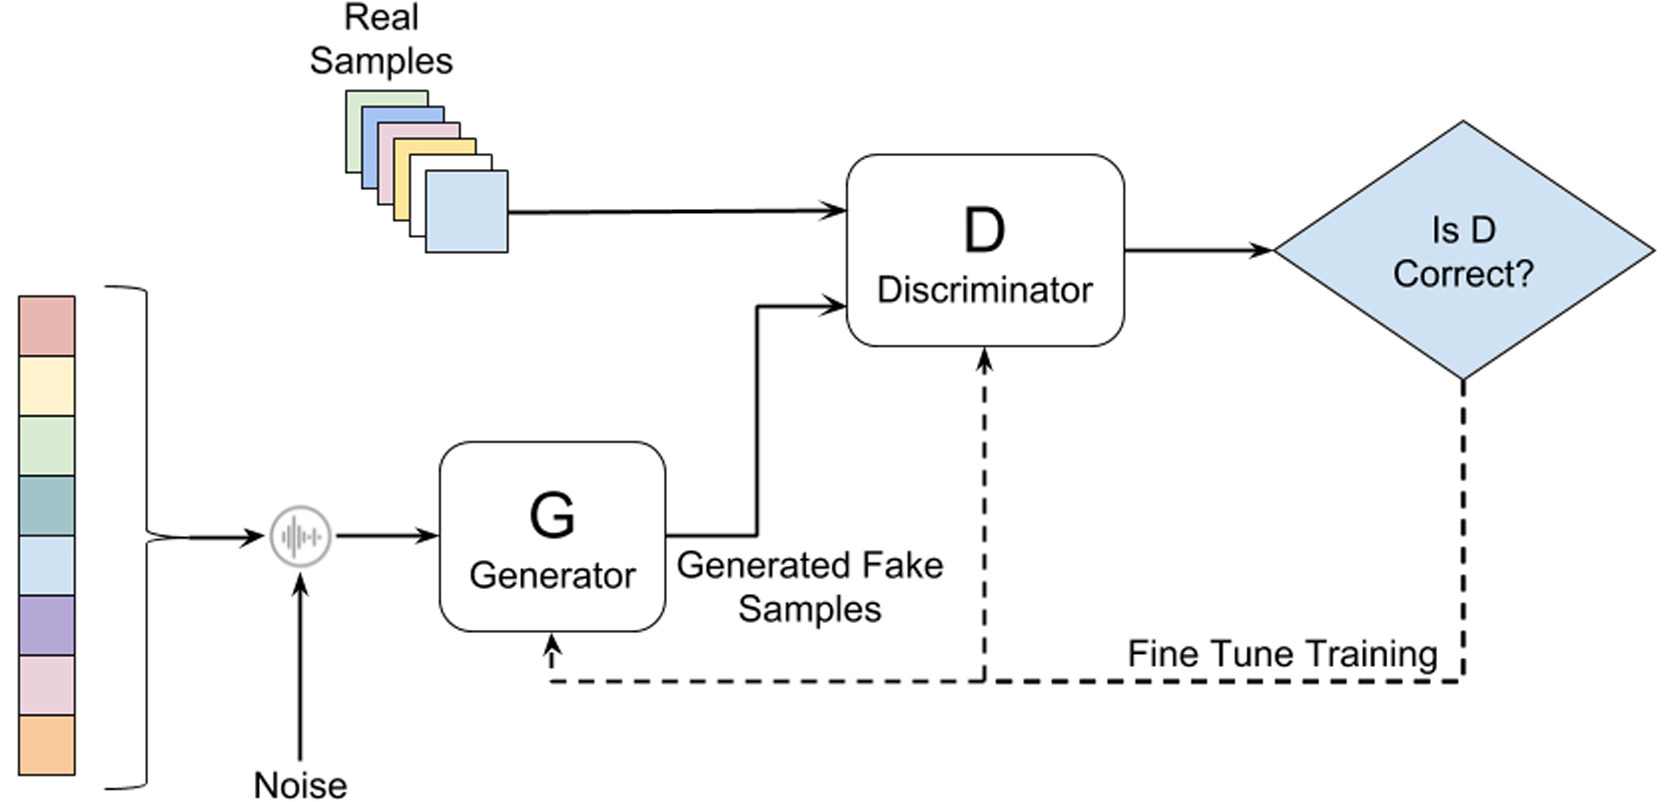 Real
Samples
D
Discriminator
Is D
Correct?
G
Generator
Generated Fake
Samples
Fine Tune Training
Noise